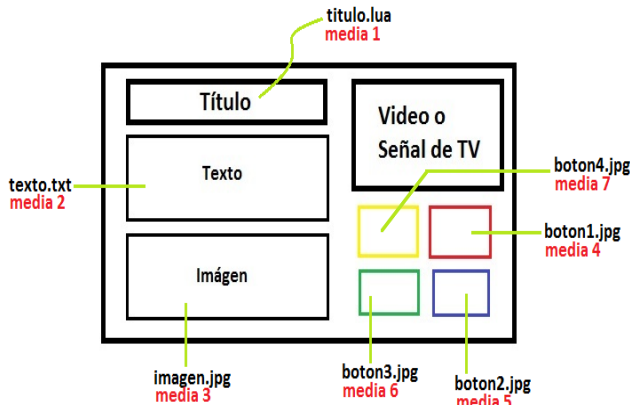 titulo.lua
media 1
Título
Video o
Señal de TV
Texto
texto.txt
media 2
boton4.jpg
media 7
boton1.jpg
media 4
Imágen
imagen.jpg
media 3
boton3.jpg
media 6
boton2.jpg
media 5